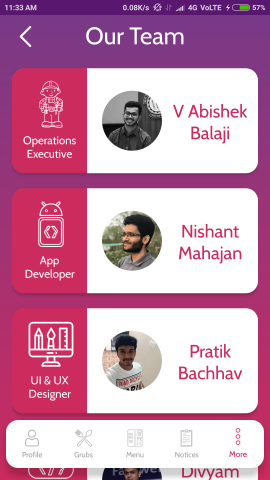 11:33 AM 0.08K/s 4G VoLTE 57%
Our Team
Operations
Executive
V Abishek
Balaji
App
Developer
Nishant
Mahajan
UI & UX
Designer
Pratik
Bachhav
Profile
Grubs
Menu
Notices
More
Divyam